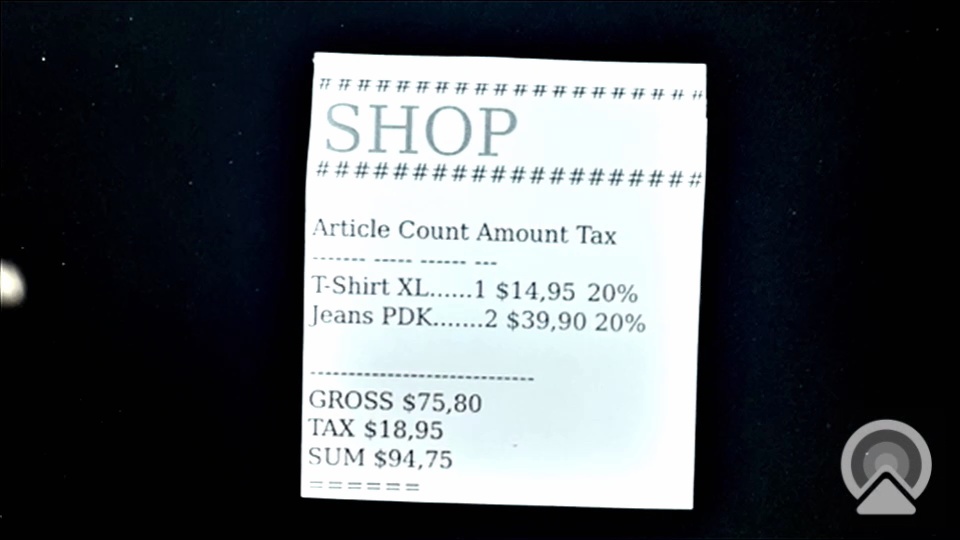 ####################
SHOP
####################
Article Count Amount Tax
------- ----- ------ ---
T-Shirt XL......1 $14,95 20%
Jeans PDK.......2 $39,90 20%
----------------------------
GROSS $75,80
TAX $18,95
SUM $94,75
======